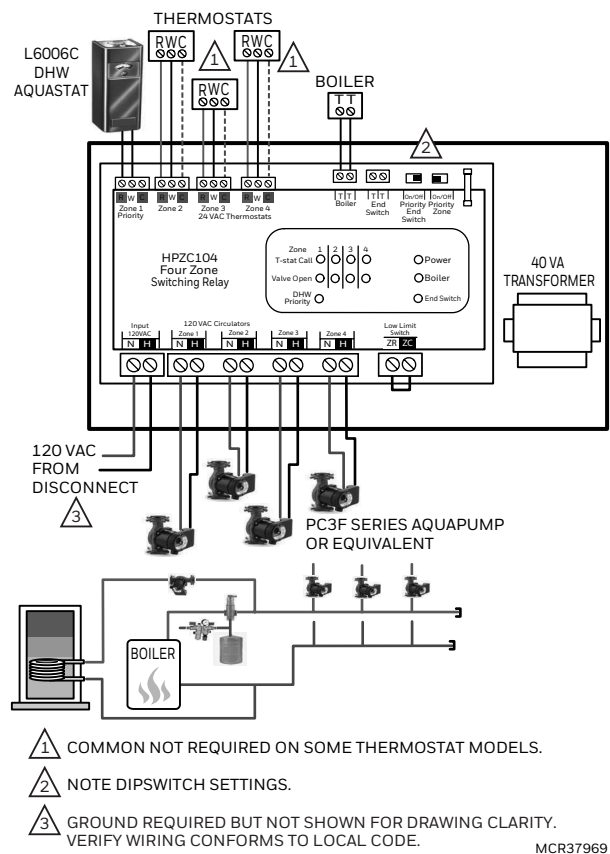 THERMOSTATS
L6006C
DHW
AQUASTAT
RWC
RWC
RWC
1
1
BOILER
T T
2
R W C
R W C
R W C
R W C
Zone 1
Priority
Zone 2
Zone 3
Zone 4
24 VAC Thermostats
T T
Boiler
T T
End
Switch
On/Off
Priority
End
Switch
On/Off
Priority
Zone
HPZC104
Four Zone
Switching Relay
Zone 1 2 3 4
T-stat Call
Valve Open
DHW
Priority
Power
Boiler
End Switch
40 VA
TRANSFORMER
Input
120VAC
120 VAC Circulators
Zone 1
Zone 2
Zone 3
Zone 4
Low Limit
Switch
N H
N H
N H
N H
N H
ZR ZC
120 VAC
FROM
DISCONNECT
3
PC3F SERIES AQUAPUMP
OR EQUIVALENT
BOILER
1 COMMON NOT REQUIRED ON SOME THERMOSTAT MODELS.
2 NOTE DIPSWITCH SETTINGS.
3 GROUND REQUIRED BUT NOT SHOWN FOR DRAWING CLARITY.
VERIFY WIRING CONFORMS TO LOCAL CODE.
MCR37969